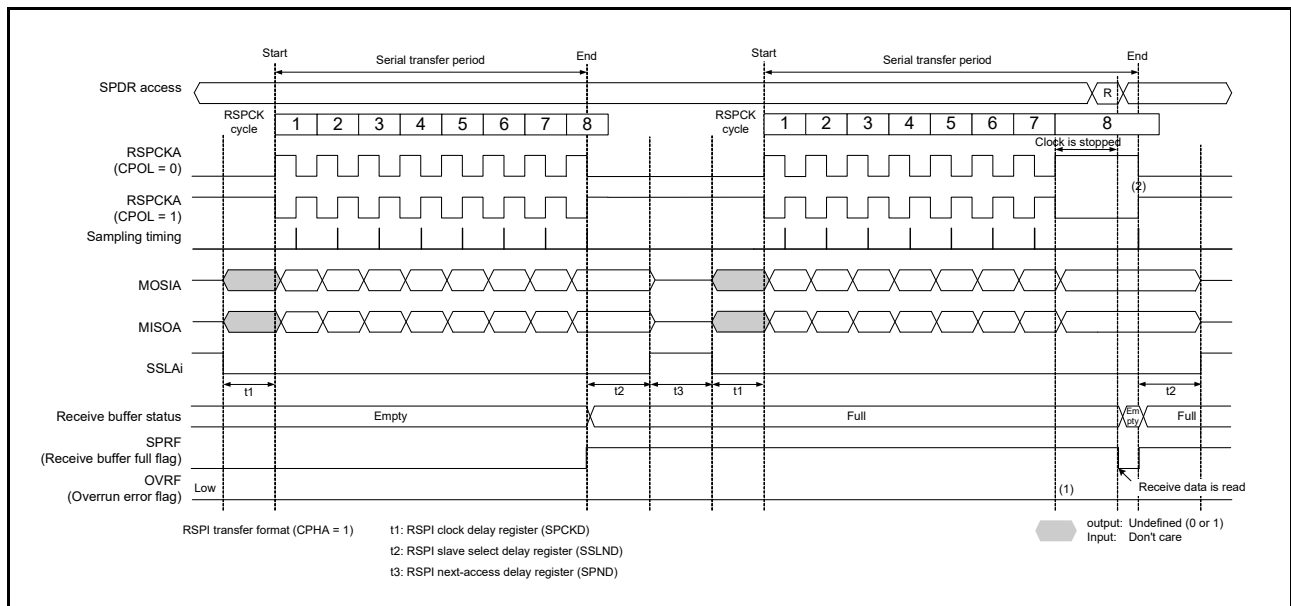 Start End Start End
Serial transfer period Serial transfer period
SPDR access R
RSPCK cycle 1 2 3 4 5 6 7 8 RSPCK cycle 1 2 3 4 5 6 7 8
Clock is stopped
RSPCKA
(CPOL = 0)
(2)
RSPCKA
(CPOL = 1)
Sampling timing
MOSIA
MISOA
SSLAi
t1 t2 t3 t1 t2
Receive buffer status Empty Full Em pty Full
SPRF
(Receive buffer full flag)
Receive data is read
OVRF
(Overrun error flag)
Low (1)
RSPI transfer format (CPHA = 1)
t1: RSPI clock delay register (SPCKD)
t2: RSPI slave select delay register (SSLND)
t3: RSPI next-access delay register (SPND)
output: Undefined (0 or 1)
Input: Don't care